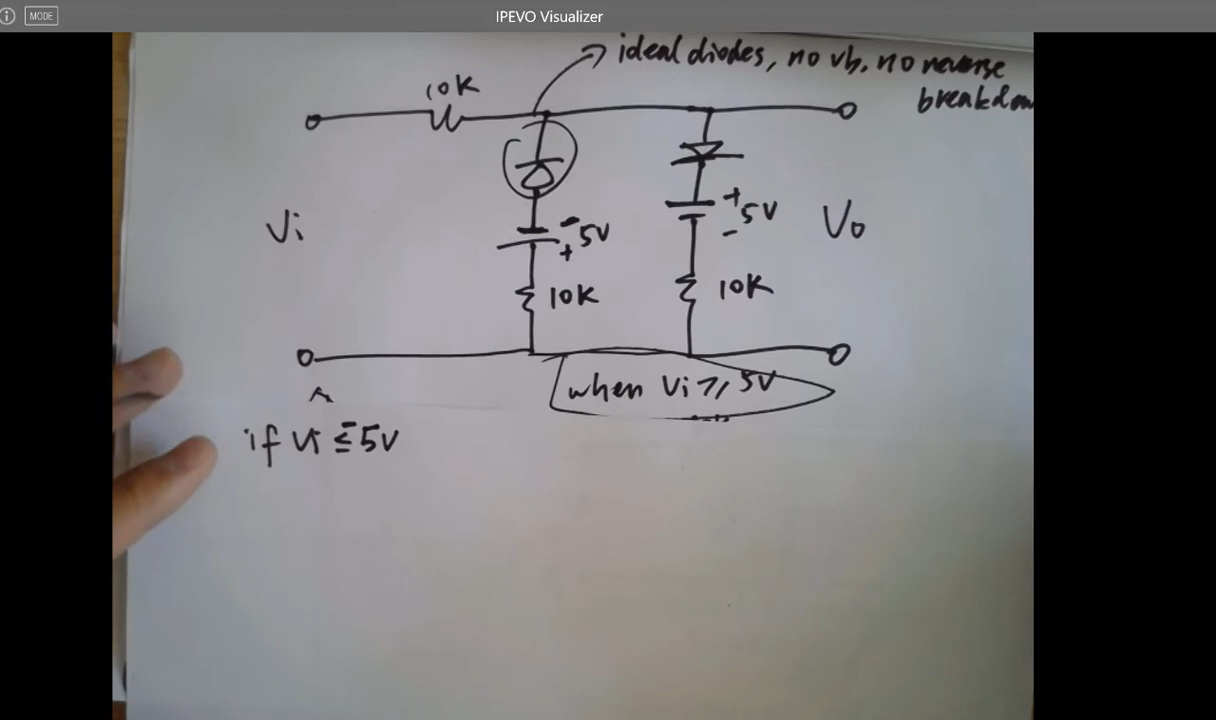 MODE
IPEVO Visualizer
ideal diodes, no vb, no reverse
breakdown
10K
Vi
- 5V
+
10K
+ 5V
-
10K
Vo
when Vi ⩾ 5V
if Vi ≤ -5V